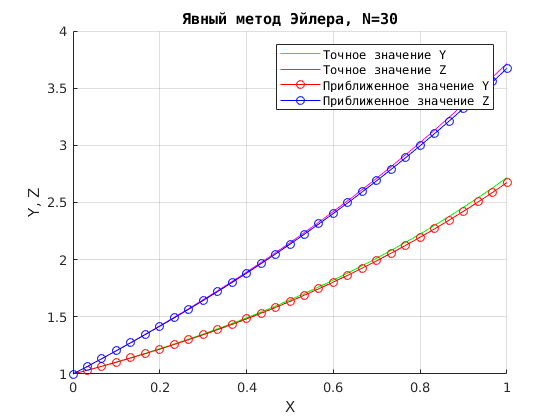 Явный метод Эйлера, N=30
4
3.5
3
2.5
2
1.5
1
Y, Z
Точное значение Y
Точное значение Z
Приближенное значение Y
Приближенное значение Z
0
0.2
0.4
0.6
0.8
1
X